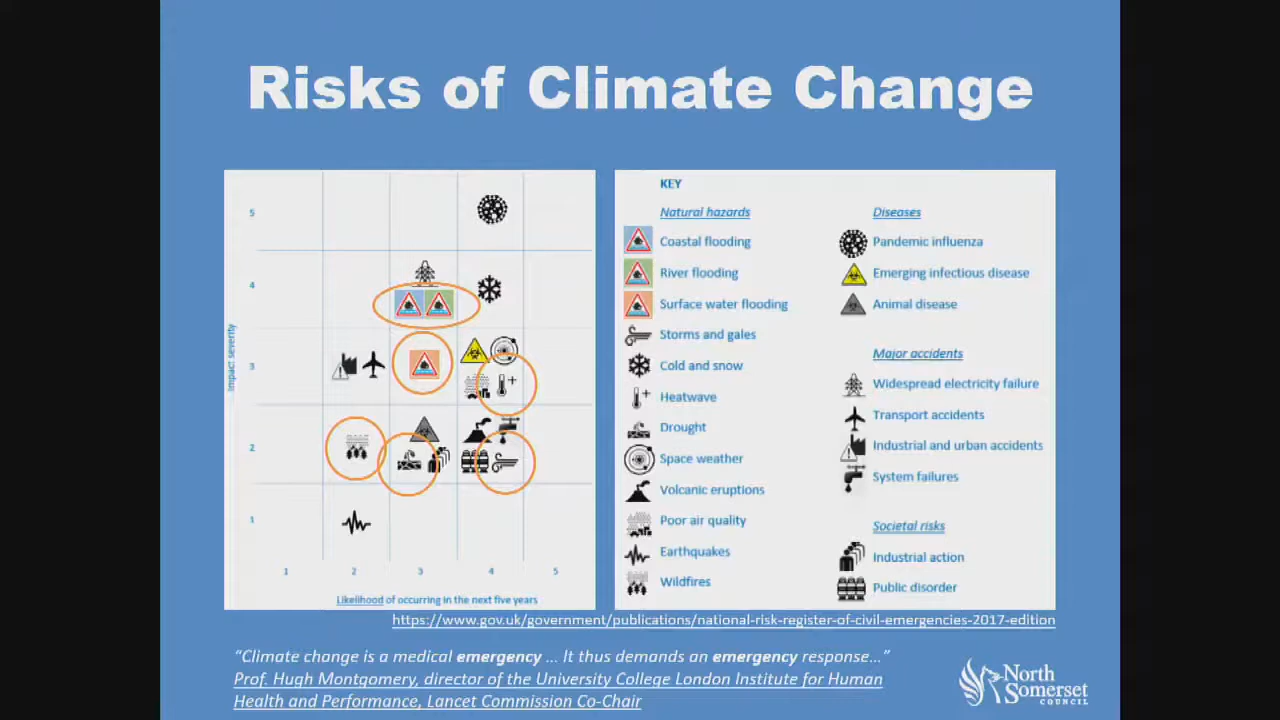 Risks of Climate Change
5
4
3
2
1
Impact severity
1 2 3 4 5
Likelihood of occurring in the next five years
KEY
Natural hazards
Coastal flooding
River flooding
Surface water flooding
Storms and gales
Cold and snow
Heatwave
Drought
Space weather
Volcanic eruptions
Poor air quality
Earthquakes
Wildfires
Diseases
Pandemic influenza
Emerging infectious disease
Animal disease
Major accidents
Widespread electricity failure
Transport accidents
Industrial and urban accidents
System failures
Societal risks
Industrial action
Public disorder
https://www.gov.uk/government/publications/national-risk-register-of-civil-emergencies-2017-edition
“Climate change is a medical emergency ... It thus demands an emergency response...”
Prof. Hugh Montgomery, director of the University College London Institute for Human
Health and Performance, Lancet Commission Co-Chair
North
Somerset
COUNCIL